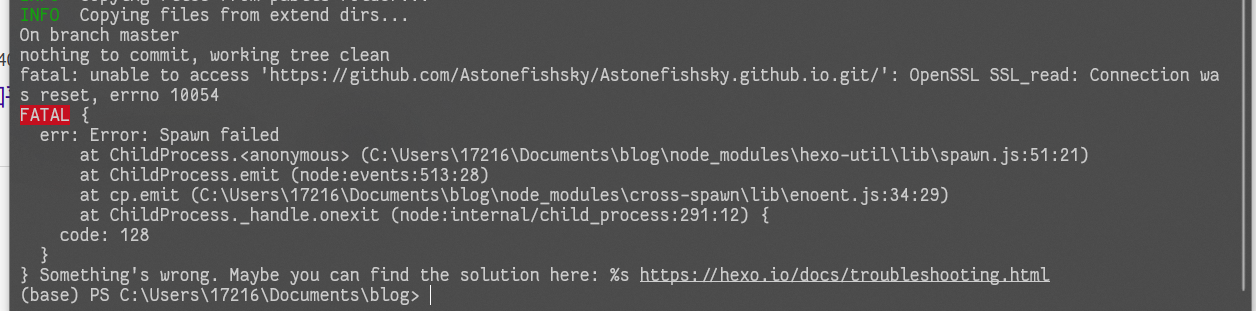 INFO  Copying files from extend dirs...
On branch master
nothing to commit, working tree clean
fatal: unable to access 'https://github.com/Astonefishsky/Astonefishsky.github.io.git/': OpenSSL SSL_read: Connection wa
s reset, errno 10054
FATAL {
  err: Error: Spawn failed
      at ChildProcess.<anonymous> (C:\Users\17216\Documents\blog\node_modules\hexo-util\lib\spawn.js:51:21)
      at ChildProcess.emit (node:events:513:28)
      at cp.emit (C:\Users\17216\Documents\blog\node_modules\cross-spawn\lib\enoent.js:34:29)
      at ChildProcess._handle.onexit (node:internal/child_process:291:12) {
    code: 128
  }
} Something's wrong. Maybe you can find the solution here: %s https://hexo.io/docs/troubleshooting.html
(base) PS C:\Users\17216\Documents\blog>